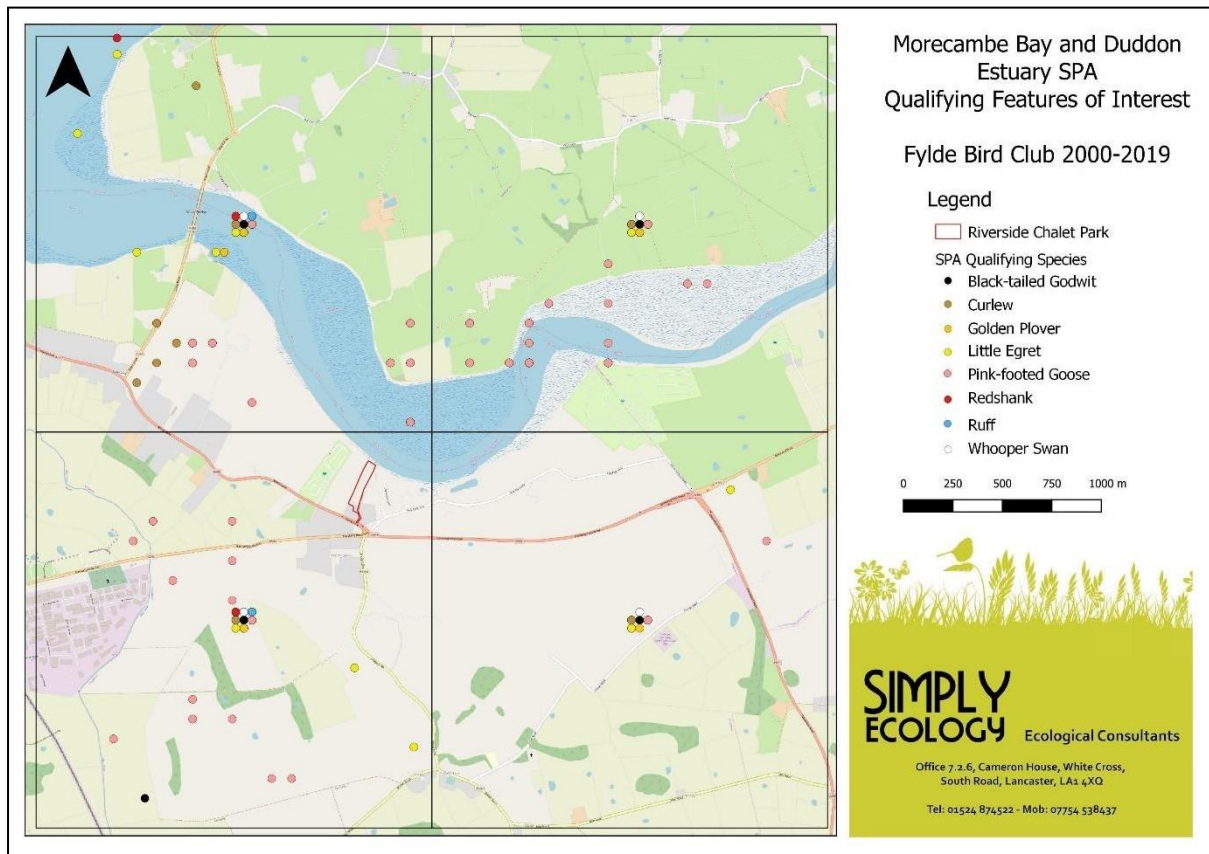 Morecambe Bay and Duddon
Estuary SPA
Qualifying Features of Interest
Fylde Bird Club 2000-2019
Legend
Riverside Chalet Park
SPA Qualifying Species
Black-tailed Godwit
Curlew
Golden Plover
Little Egret
Pink-footed Goose
Redshank
Ruff
Whooper Swan
0 250 500 750 1000 m
SIMPLY
ECOLOGY Ecological Consultants
Office 7.2.6, Cameron House, White Cross,
South Road, Lancaster, LA1 4XQ
Tel: 01524 874522 - Mob: 07754 538437